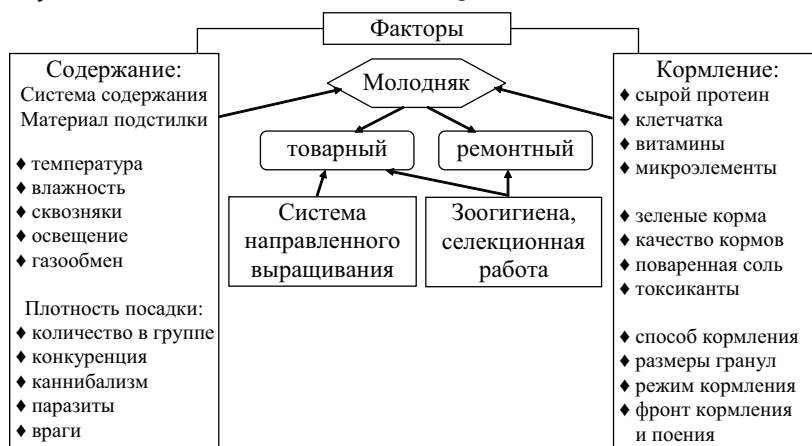 Факторы
Содержание:
Система содержания
Материал подстилки
♦ температура
♦ влажность
♦ сквозняки
♦ освещение
♦ газообмен
Плотность посадки:
♦ количество в группе
♦ конкуренция
♦ каннибализм
♦ паразиты
♦ враги
Молодняк
товарный
ремонтный
Система
направленного
выращивания
Зоогигиена,
селекционная
работа
Кормление:
♦ сырой протеин
♦ клетчатка
♦ витамины
♦ микроэлементы
♦ зеленые корма
♦ качество кормов
♦ поваренная соль
♦ токсиканты
♦ способ кормления
♦ размеры гранул
♦ режим кормления
♦ фронт кормления
и поения